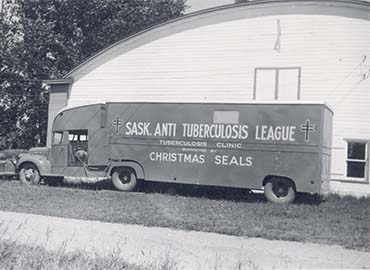 SASK. ANTI TUBERCULOSIS LEAGUE
TUBERCULOSIS CLINIC
SUPPORTED BY
CHRISTMAS SEALS